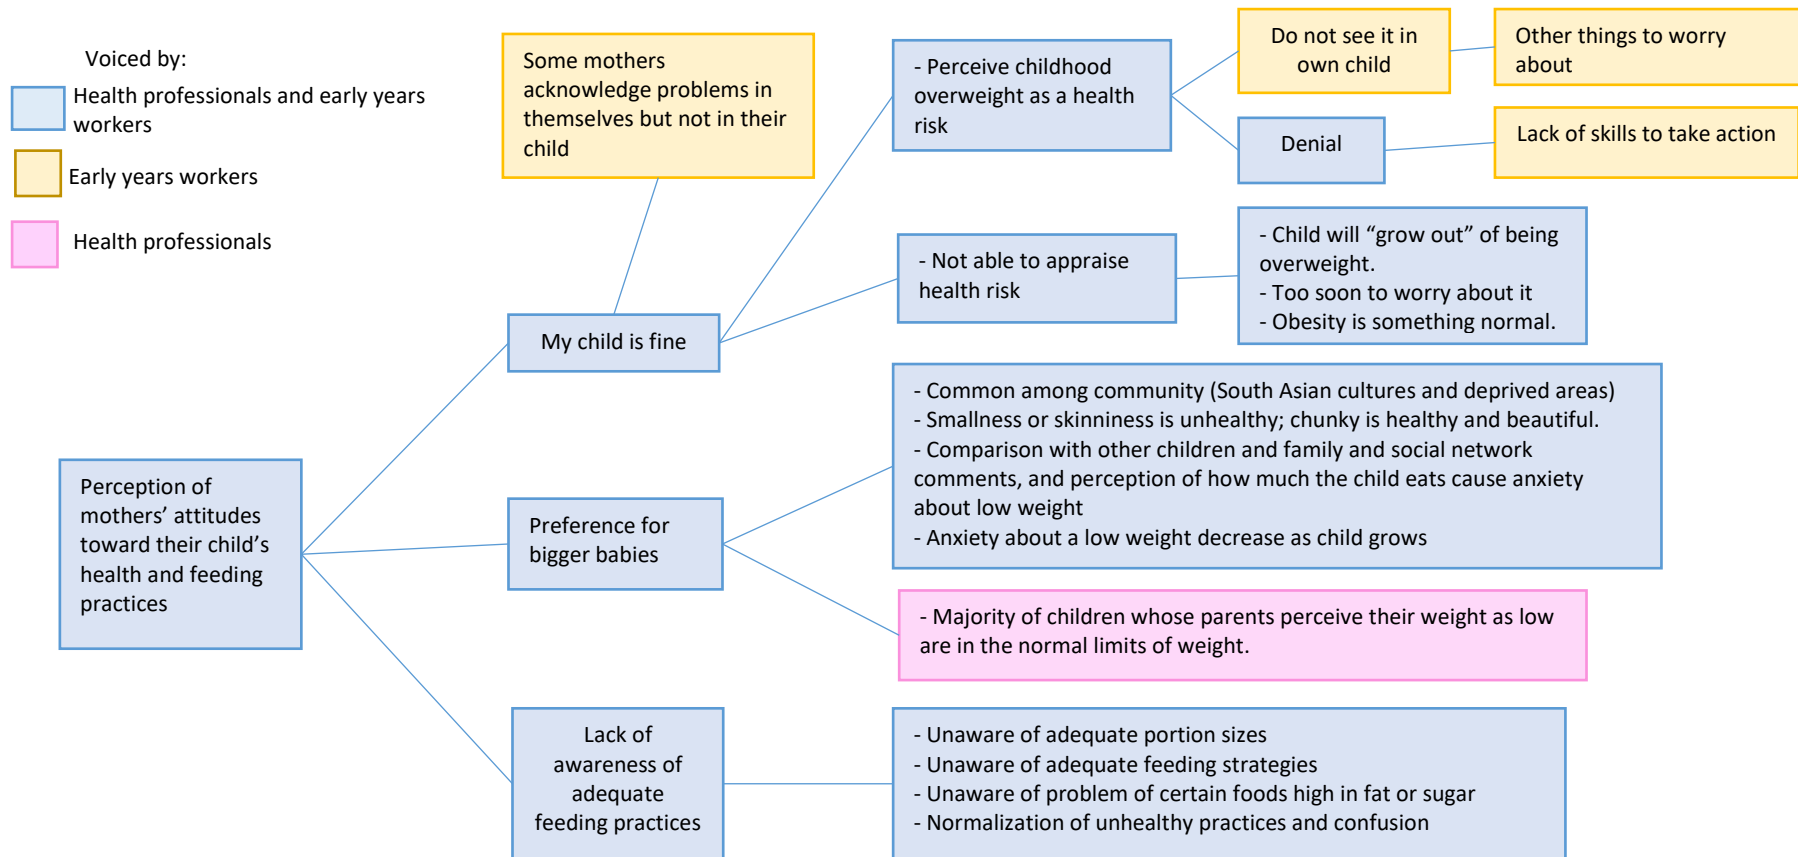 Voiced by:
Health professionals and early years
workers
Early years workers
Health professionals
Some mothers
acknowledge problems in
themselves but not in their
child
- Perceive childhood
overweight as a health
risk
Do not see it in
own child
Other things to worry
about
Denial
Lack of skills to take action
- Not able to appraise
health risk
- Child will “grow out” of being
overweight.
- Too soon to worry about it
- Obesity is something normal.
My child is fine
- Common among community (South Asian cultures and deprived areas)
- Smallness or skinniness is unhealthy; chunky is healthy and beautiful.
- Comparison with other children and family and social network
comments, and perception of how much the child eats cause anxiety
about low weight
- Anxiety about a low weight decrease as child grows
Perception of
mothers’ attitudes
toward their child’s
health and feeding
practices
Preference for
bigger babies
- Majority of children whose parents perceive their weight as low
are in the normal limits of weight.
Lack of
awareness of
adequate
feeding practices
- Unaware of adequate portion sizes
- Unaware of adequate feeding strategies
- Unaware of problem of certain foods high in fat or sugar
- Normalization of unhealthy practices and confusion